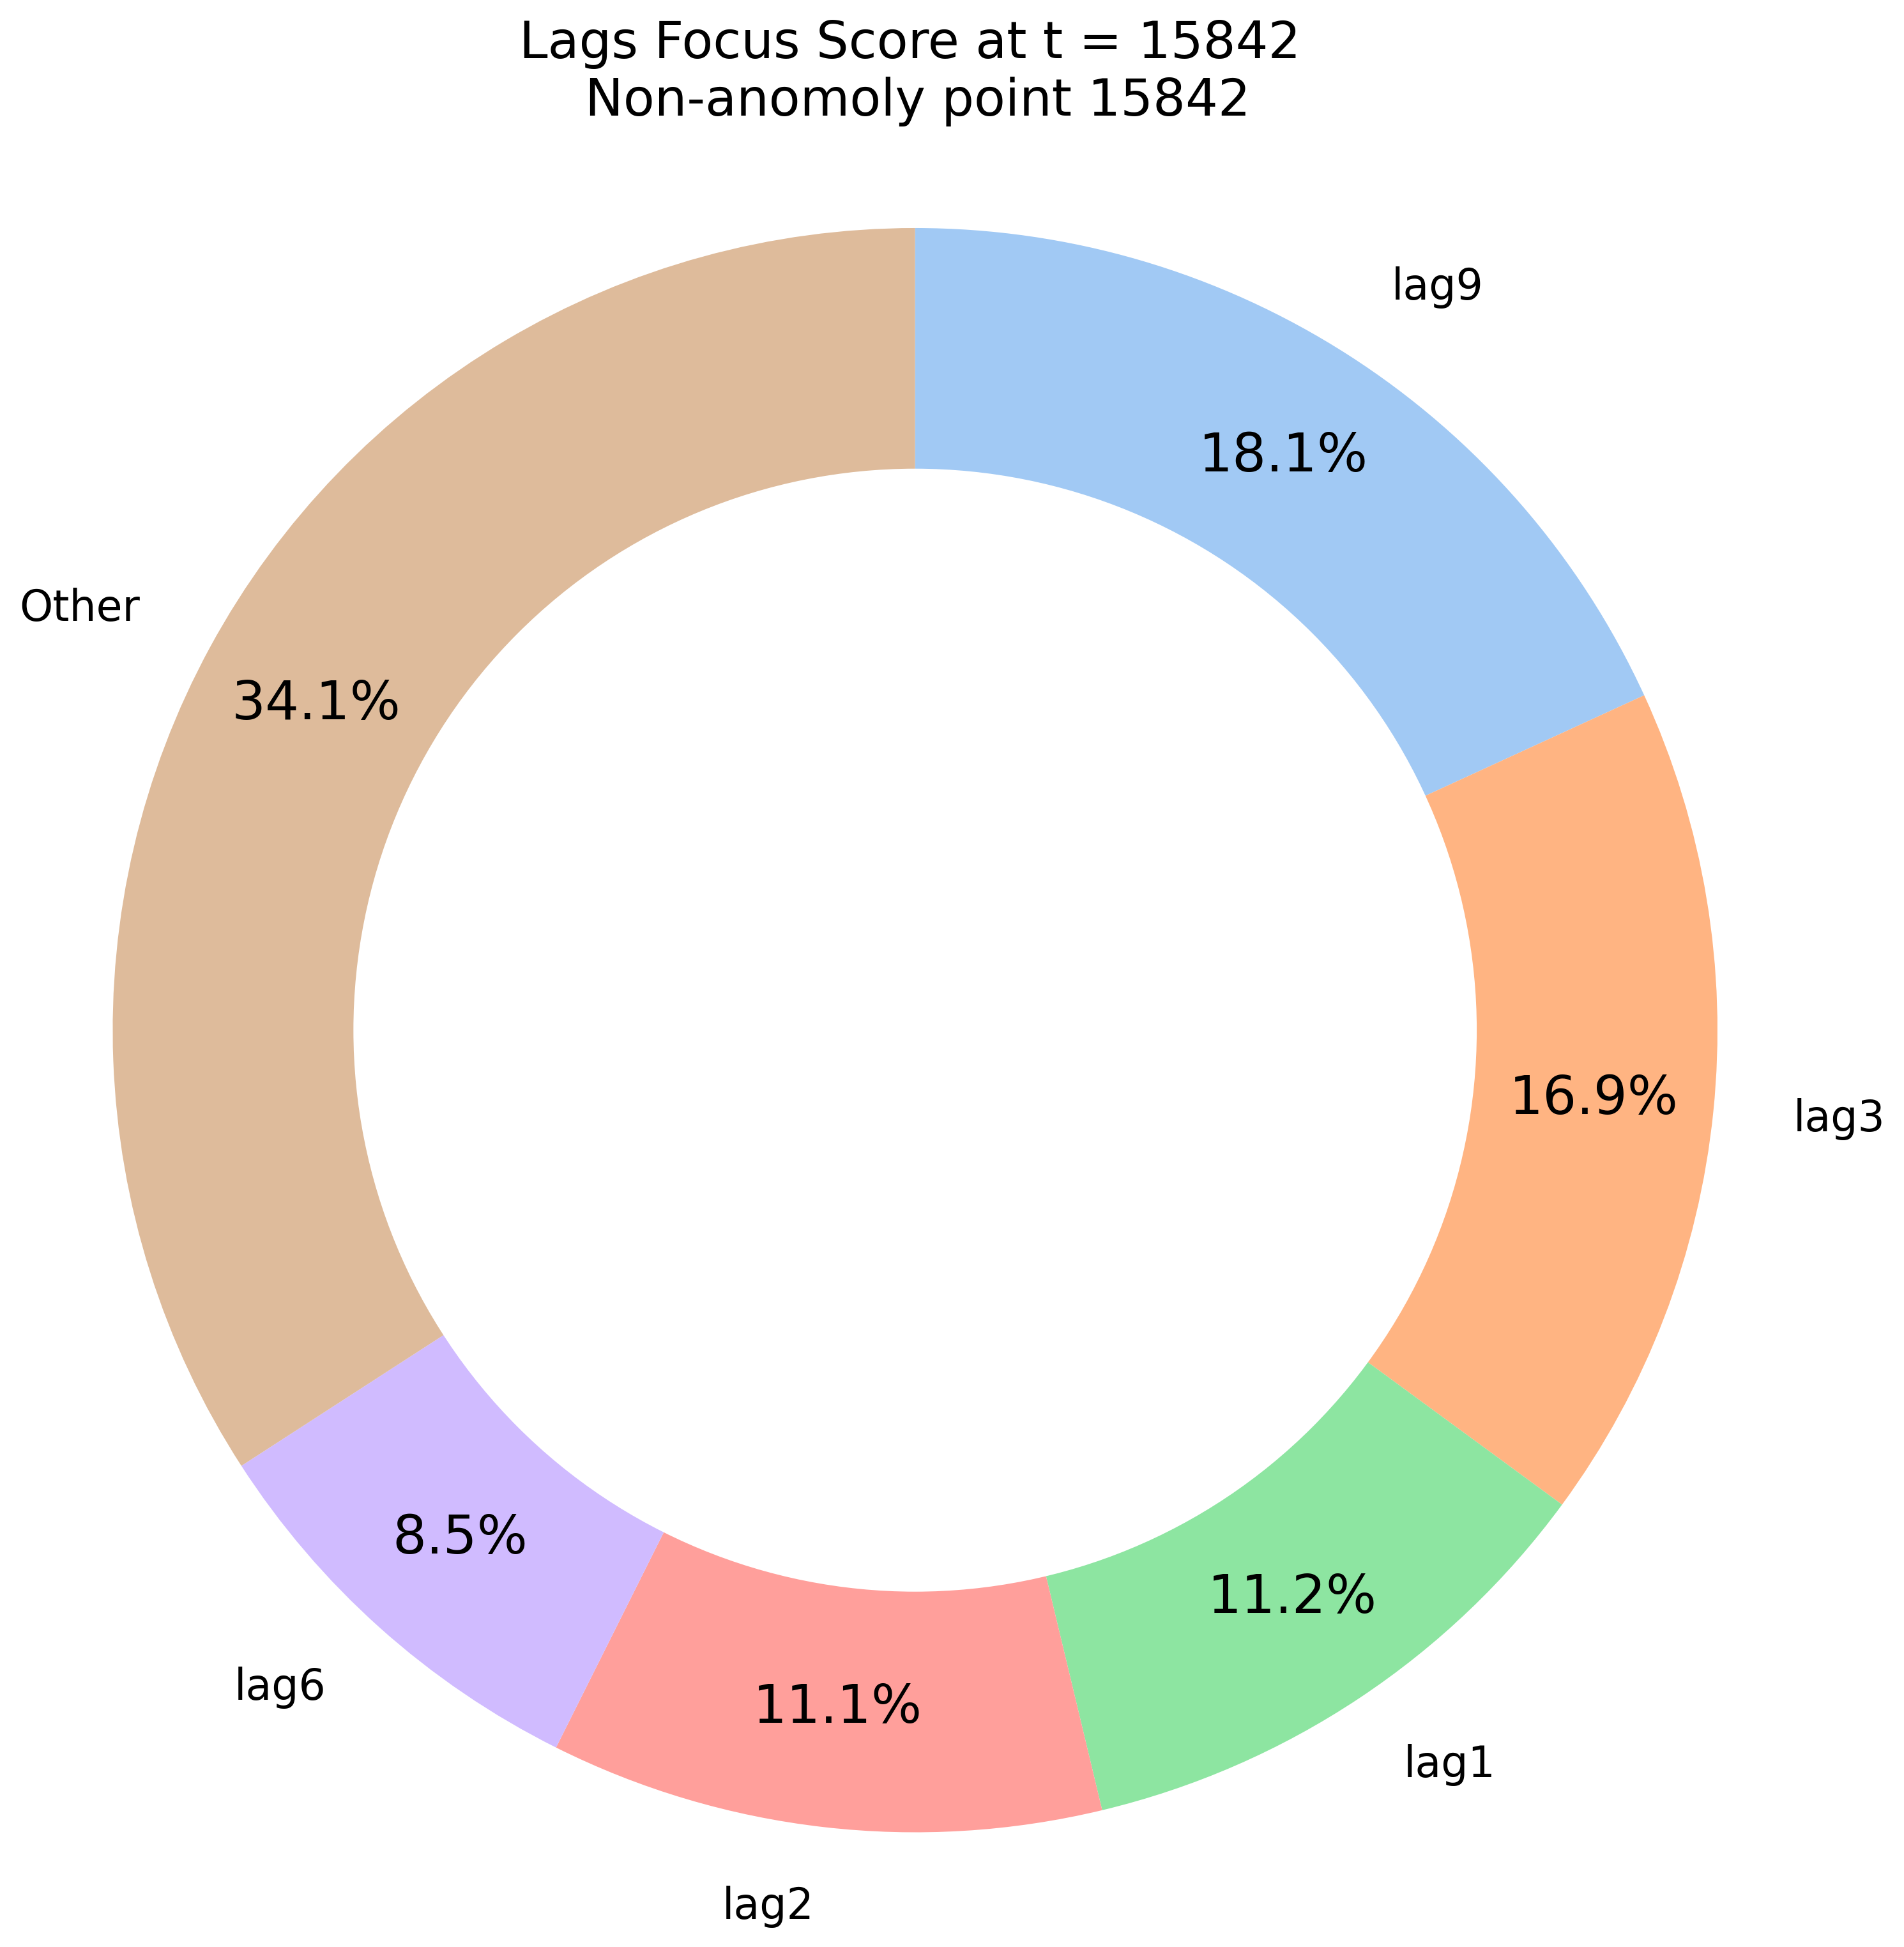 Lags Focus Score at t = 15842
Non-anomoly point 15842
lag9
18.1%
Other
34.1%
16.9%
lag3
8.5%
11.2%
lag6
11.1%
lag1
lag2